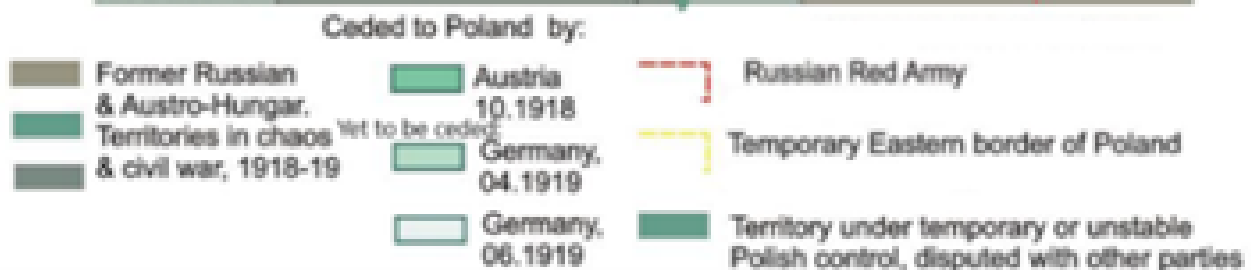 Ceded to Poland by:
Former Russian
& Austro-Hungar.
Territories in chaos
& civil war, 1918-19
Austria
10.1918
Yet to be ceded:
Germany,
04.1919
Germany,
06.1919
Russian Red Army
Temporary Eastern border of Poland
Territory under temporary or unstable
Polish control, disputed with other parties